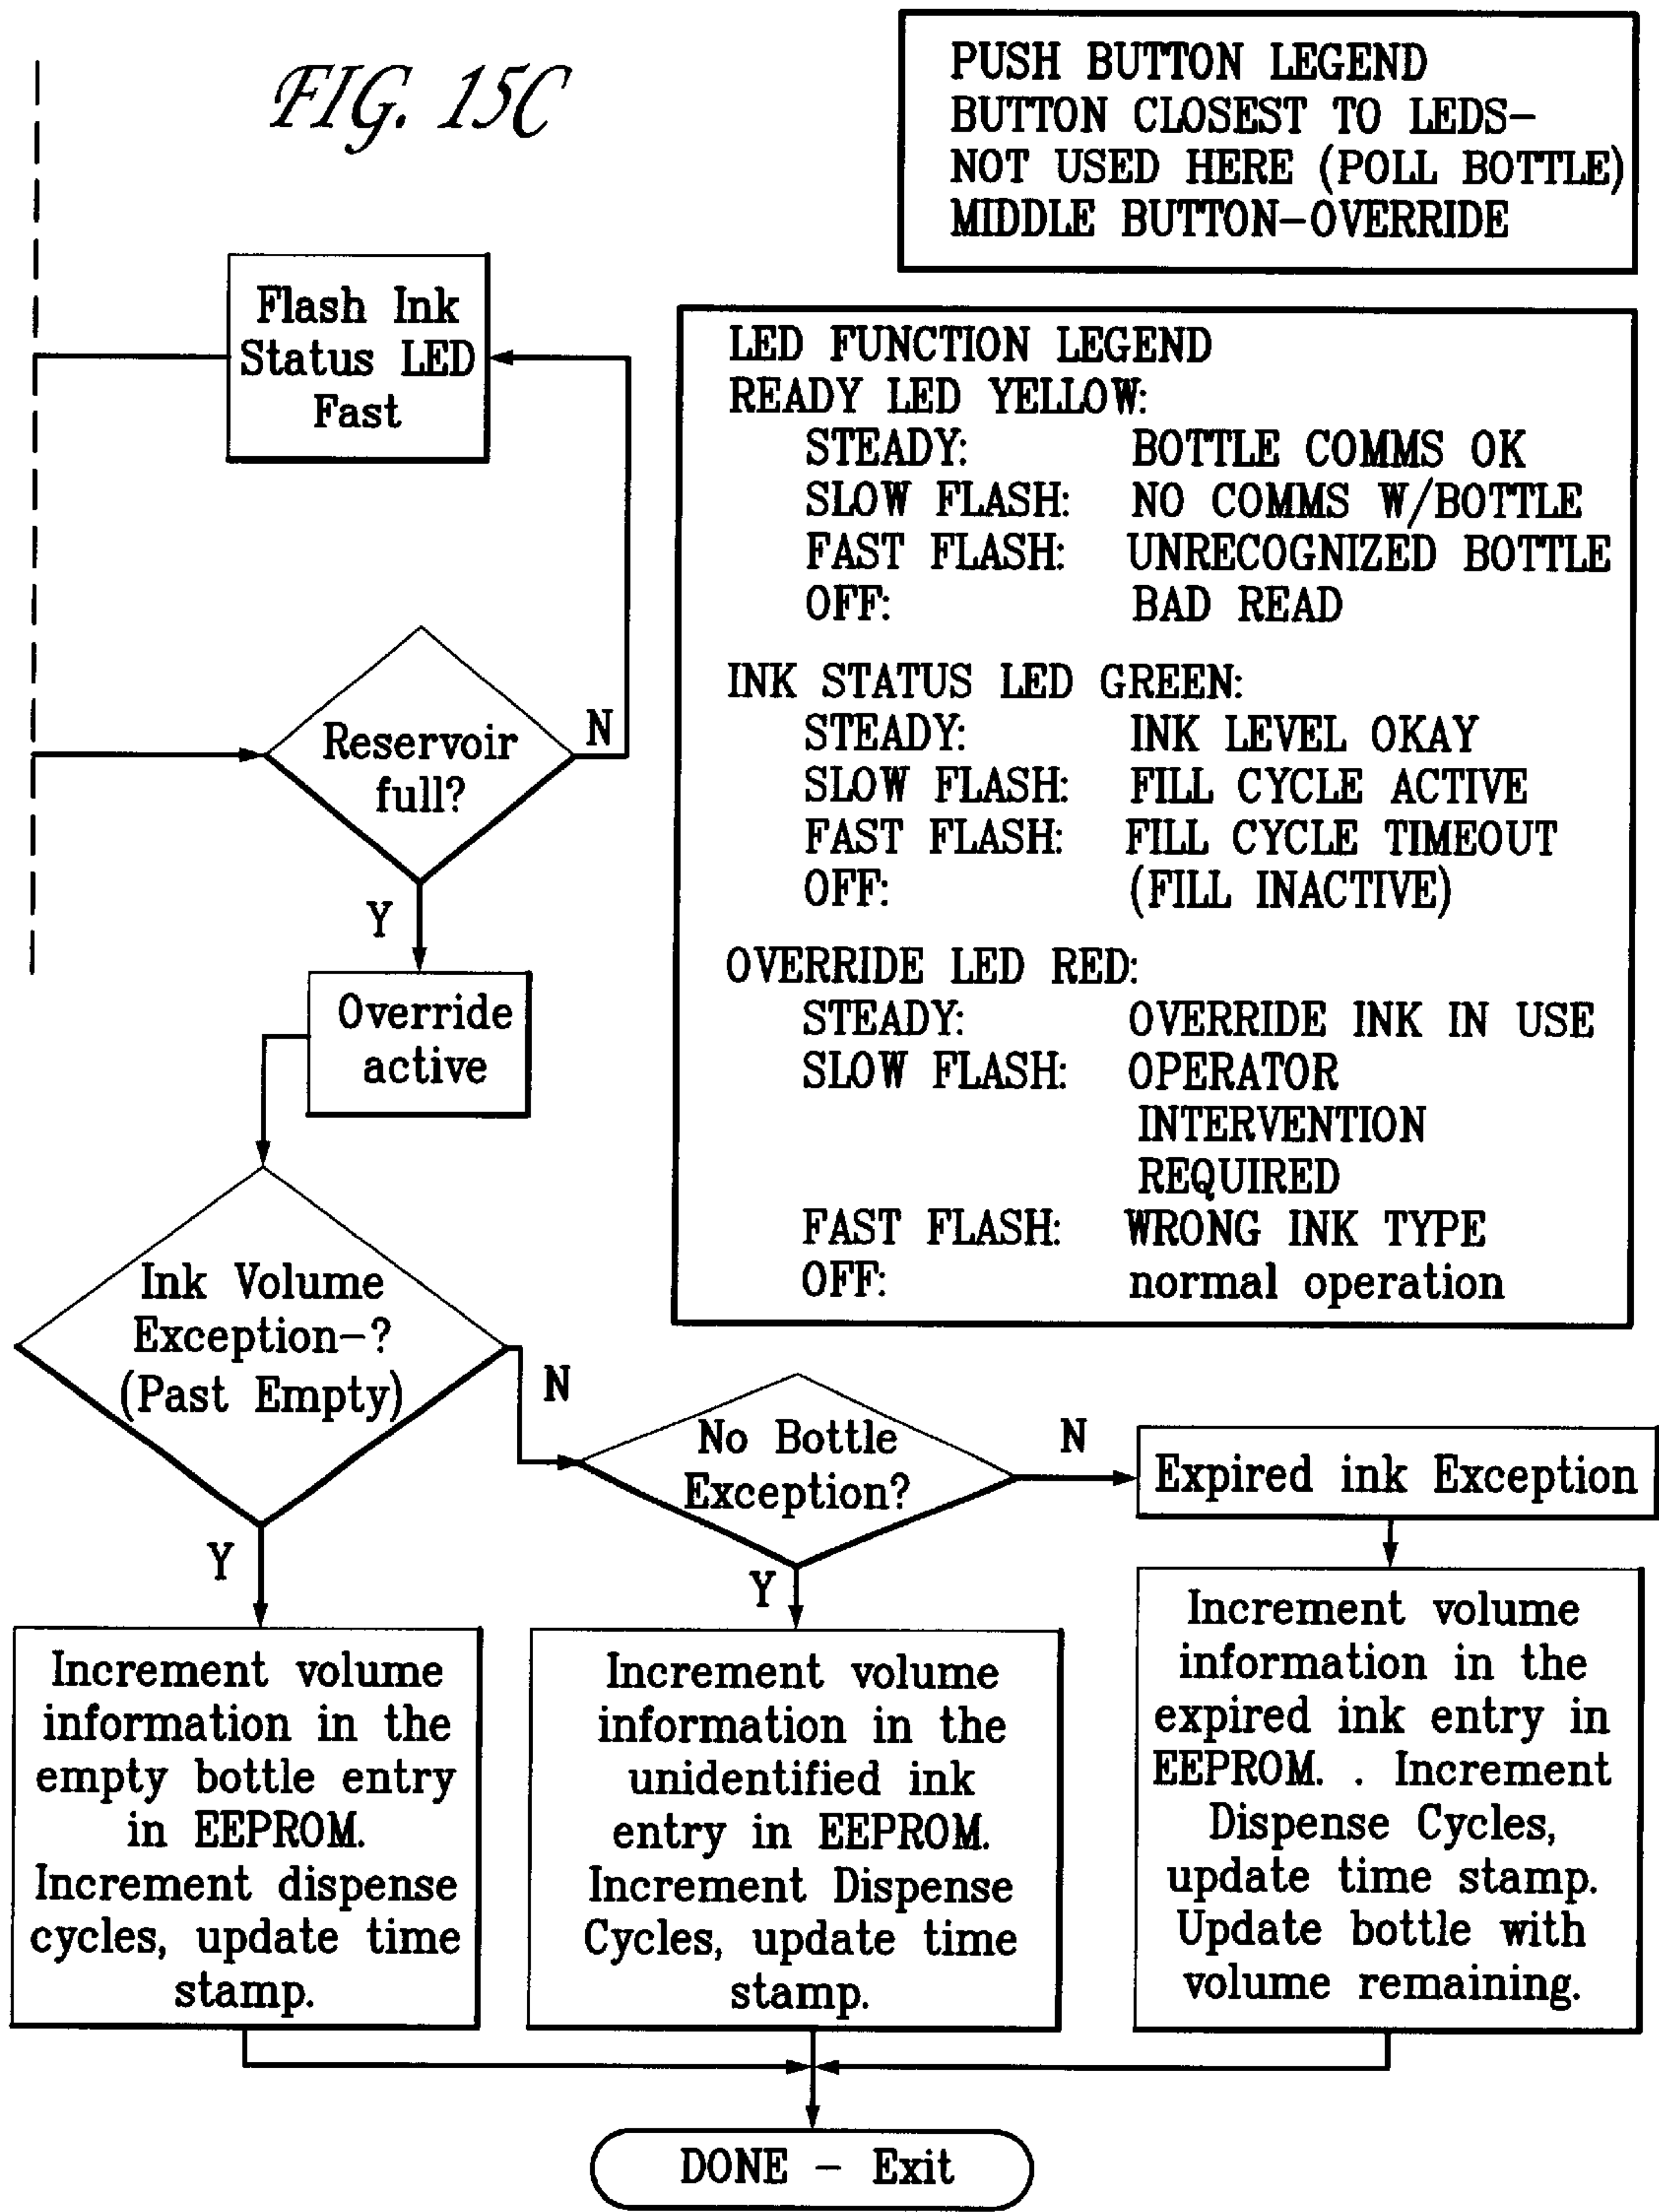 FIG. 15C
PUSH BUTTON LEGEND
BUTTON CLOSEST TO LEDS-
NOT USED HERE (POLL BOTTLE)
MIDDLE BUTTON-OVERRIDE
Flash Ink
Status LED
Fast
LED FUNCTION LEGEND
READY LED YELLOW:
STEADY: BOTTLE COMMS OK
SLOW FLASH: NO COMMS W/BOTTLE
FAST FLASH: UNRECOGNIZED BOTTLE
OFF: BAD READ
INK STATUS LED GREEN:
STEADY: INK LEVEL OKAY
SLOW FLASH: FILL CYCLE ACTIVE
FAST FLASH: FILL CYCLE TIMEOUT
OFF: (FILL INACTIVE)
OVERRIDE LED RED:
STEADY: OVERRIDE INK IN USE
SLOW FLASH: OPERATOR
INTERVENTION
REQUIRED
FAST FLASH: WRONG INK TYPE
OFF: normal operation
Reservoir
full?
N
Y
Override
active
Ink Volume
Exception-?
(Past Empty)
N
Y
No Bottle
Exception?
N
Y
Expired ink Exception
Increment volume
information in the
empty bottle entry
in EEPROM.
Increment dispense
cycles, update time
stamp.
Increment volume
information in the
unidentified ink
entry in EEPROM.
Increment Dispense
Cycles, update time
stamp.
Increment volume
information in the
expired ink entry in
EEPROM. . Increment
Dispense Cycles,
update time stamp.
Update bottle with
volume remaining.
DONE - Exit